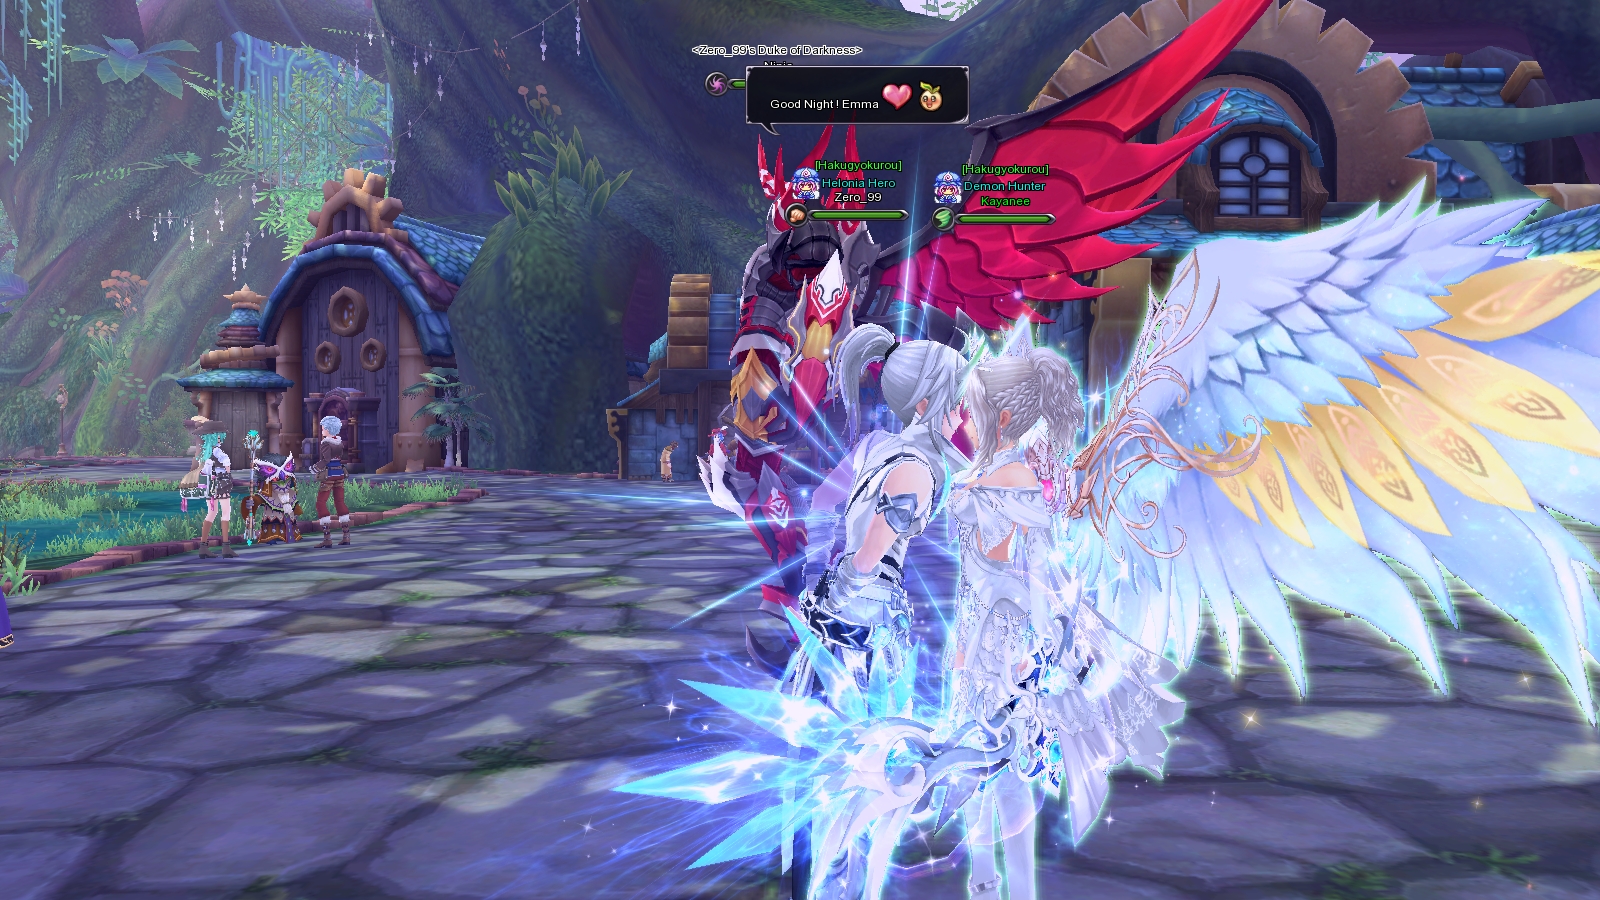 <Zero_99's Duke of Darkness>
Ninja
Good Night ! Emma
[Hakugyokurou]
Helonia Hero
Zero_99
[Hakugyokurou]
Demon Hunter
Kayanee